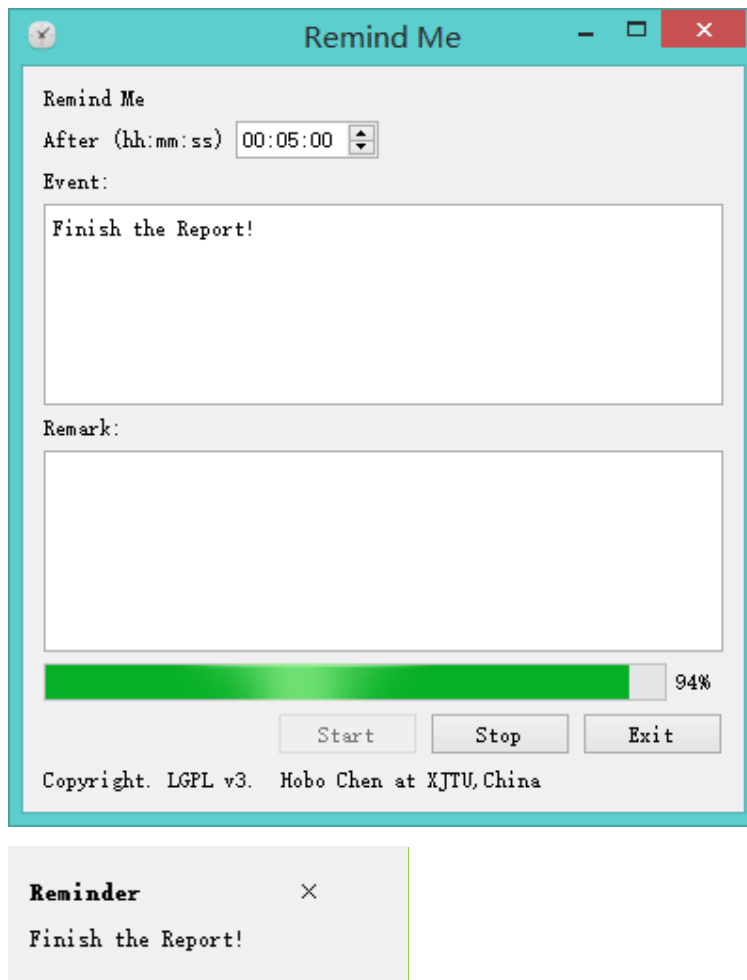 Remind Me
Remind Me
After (hh:mm:ss) 00:05:00
Event:
Finish the Report!
Remark:
94%
Start Stop Exit
Copyright. LGPL v3. Hobo Chen at XJTU,China
Reminder
Finish the Report!